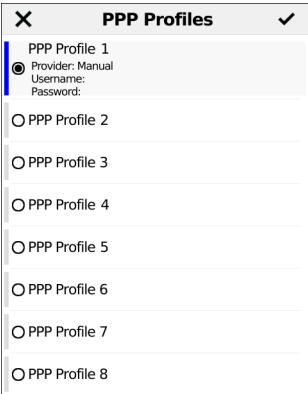 PPP Profiles
PPP Profile 1
Provider: Manual
Username:
Password:
PPP Profile 2
PPP Profile 3
PPP Profile 4
PPP Profile 5
PPP Profile 6
PPP Profile 7
PPP Profile 8